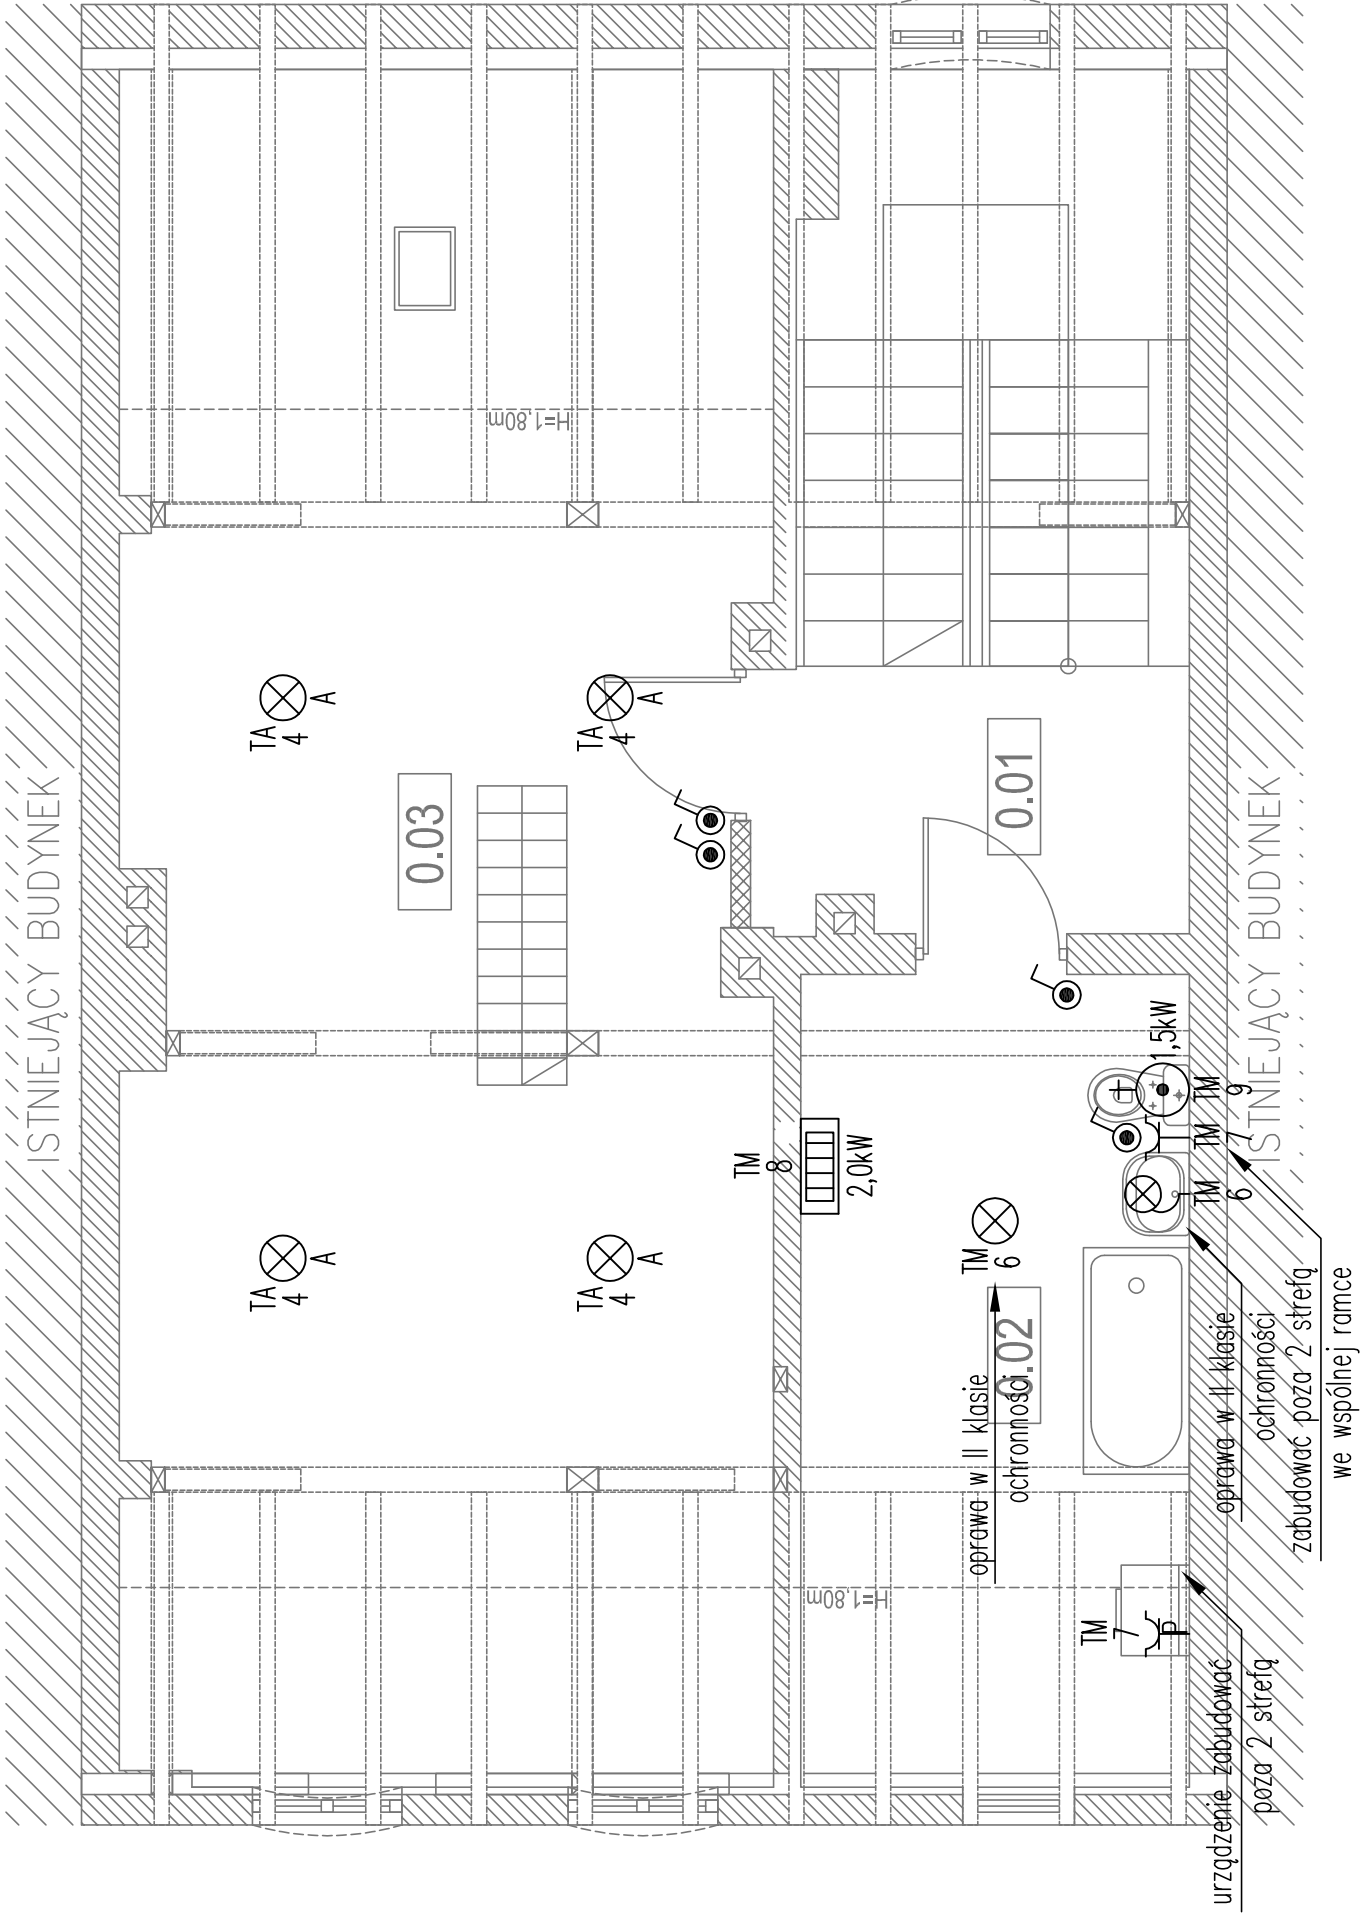 ISTNIEJĄCY BUDYNEK
TA
4
A
TA
4
A
TA
4
A
TA
4
A
H=1,80m
0.03
0.01
TM
8
2,0kW
TM
6
0.02
oprawa w II klasie
ochronności
1,5kW
TM
9
TM
7
TM
6
oprawa w II klasie
ochronności
zabudować poza 2 strefą
we wspólnej ramce
H=1,80m
TM
7
P
urządzenie zabudować
poza 2 strefą
ISTNIEJĄCY BUDYNEK